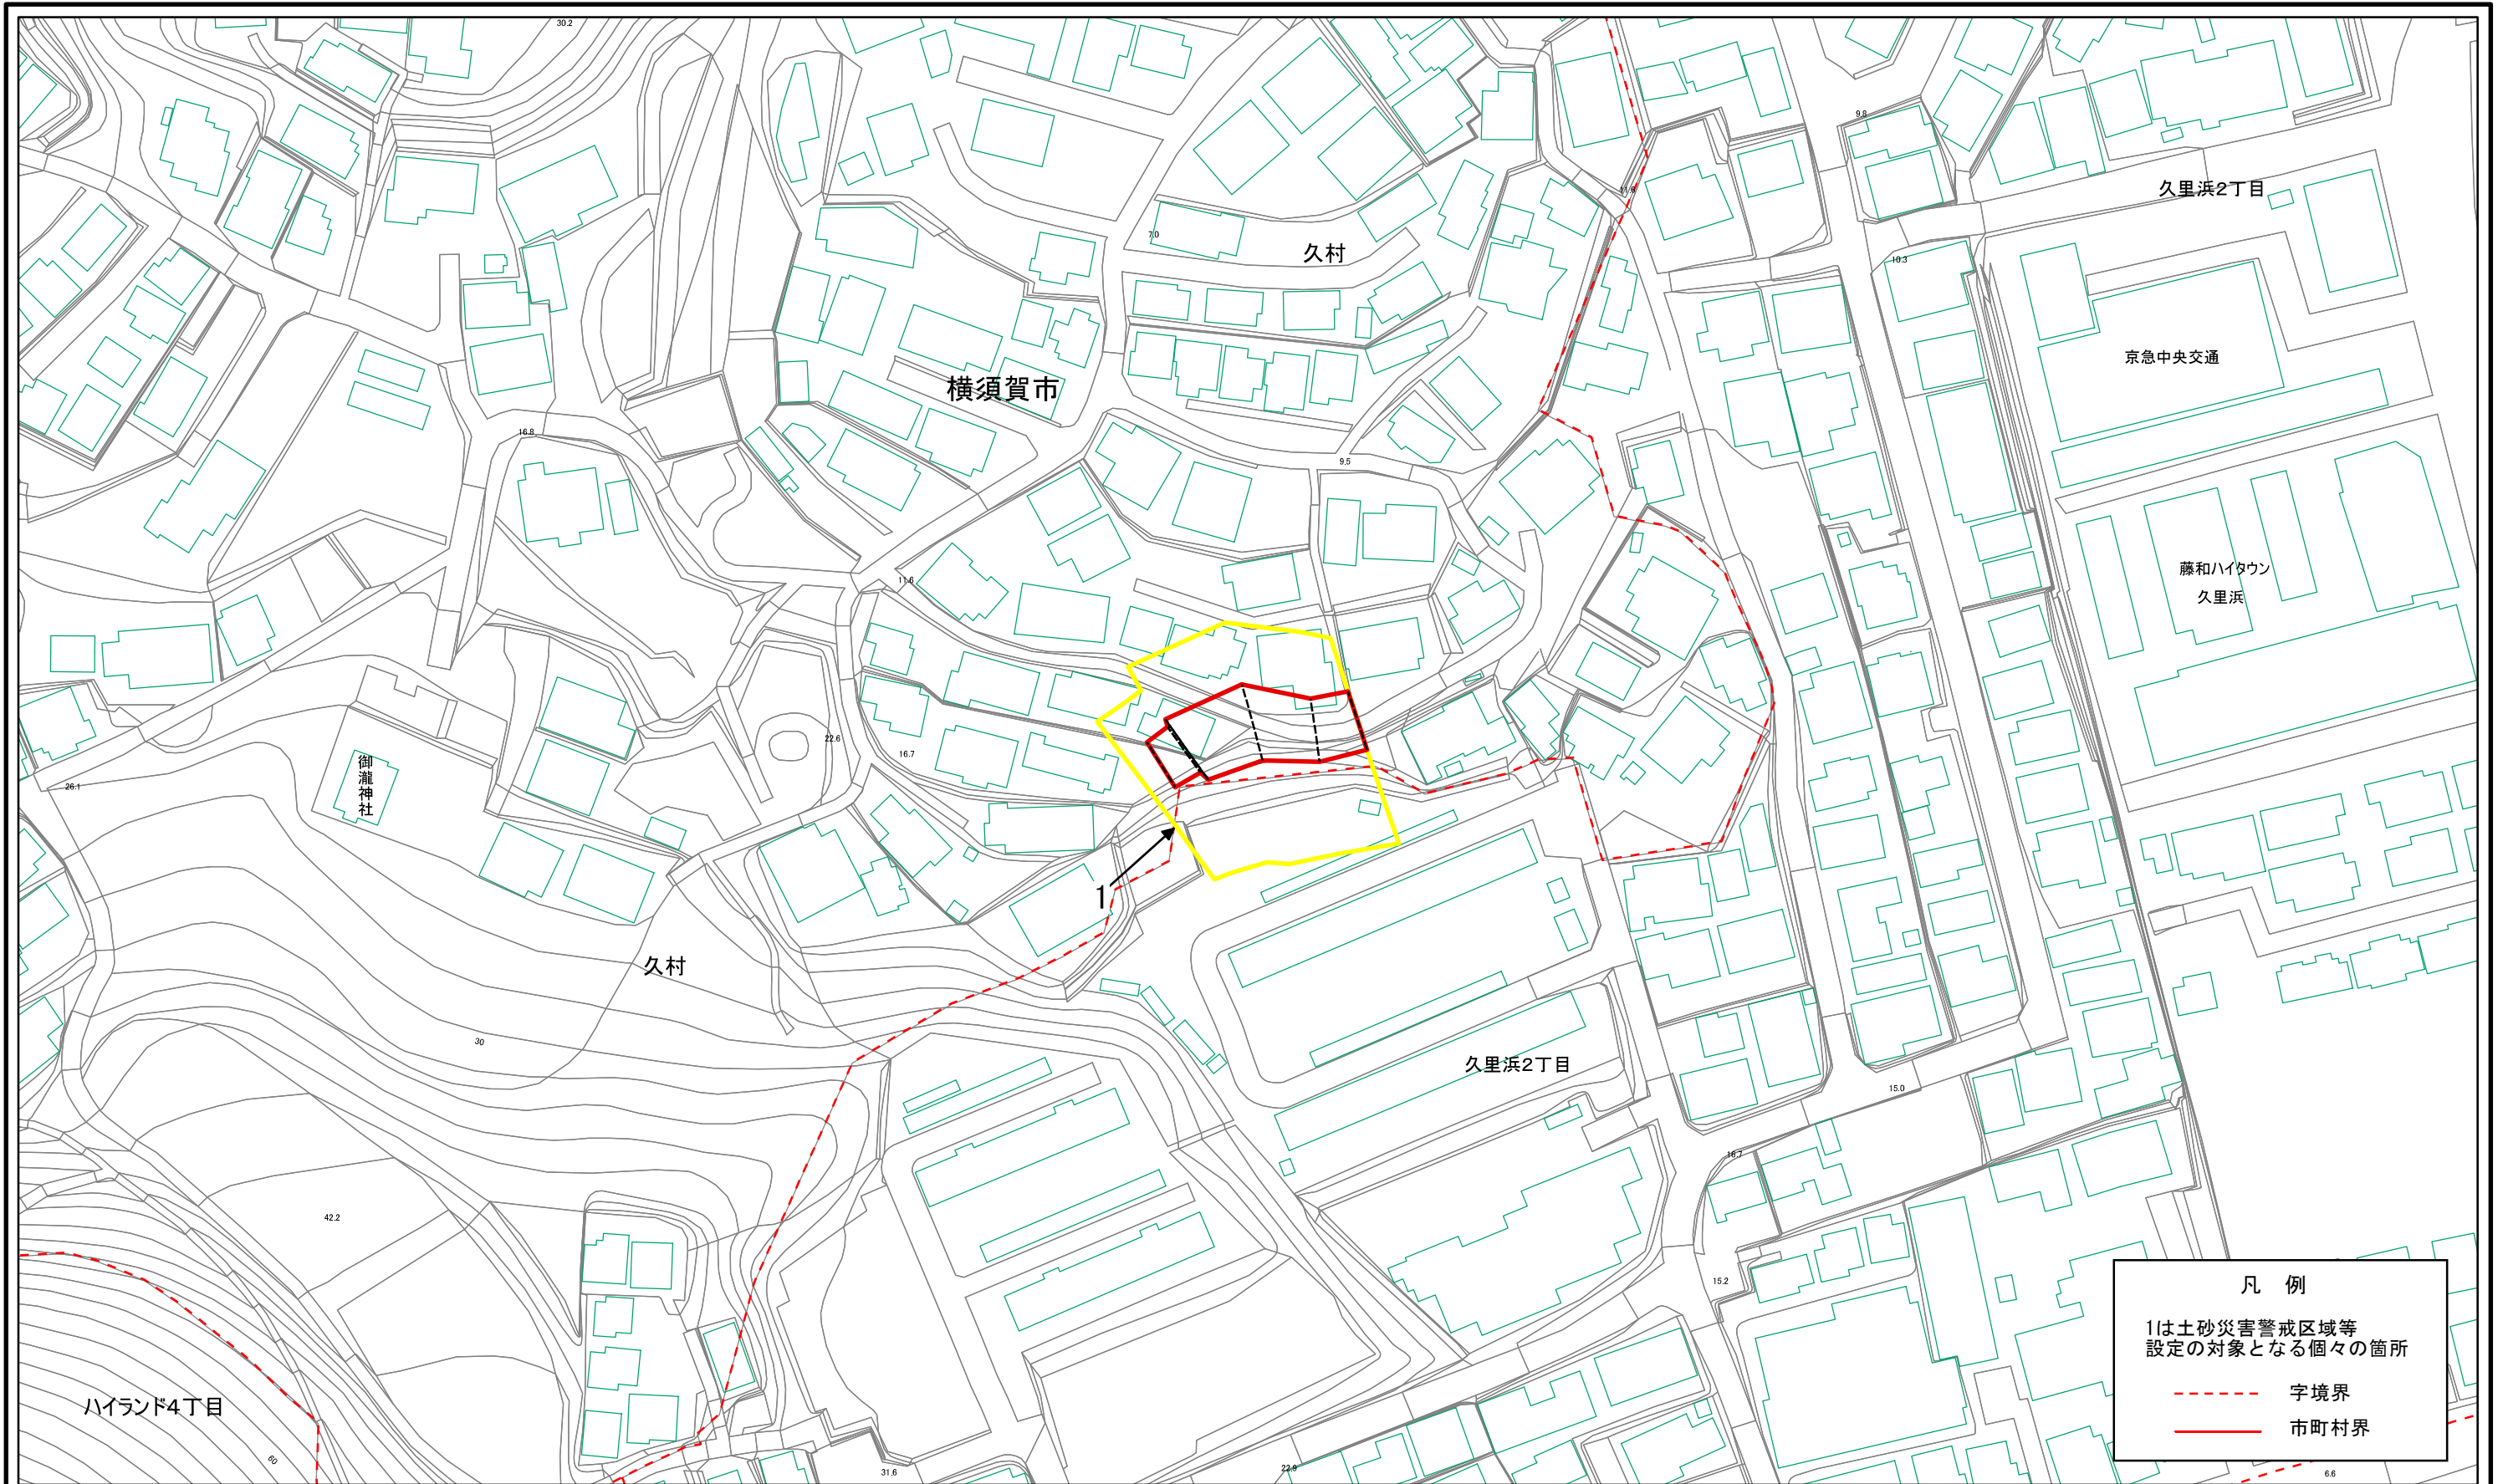 30.2
9.8
久里浜2丁目
11.9
7.0
久村
10.3
京急中央交通
横須賀市
16.8
9.5
藤和ハイタウン
久里浜
11.6
22.6
16.7
御瀧神社
26.1
1
久村
30
久里浜2丁目
15.0
16.7
42.2
15.2
ハイランド4丁目
60
31.6
22.9
6.6
凡 例
1は土砂災害警戒区域等
設定の対象となる個々の箇所
字境界
市町村界